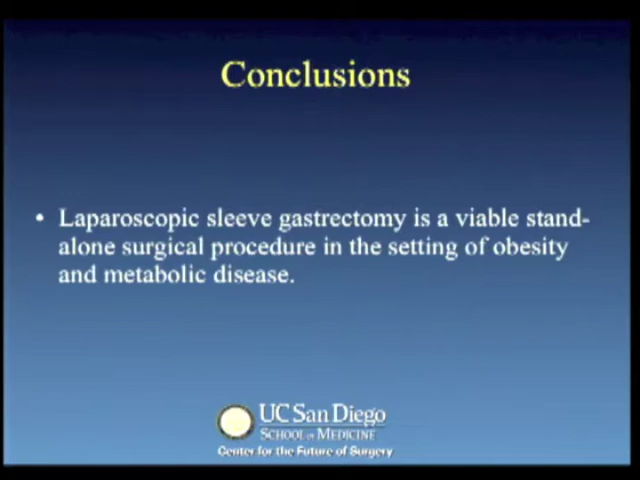 Conclusions
• Laparoscopic sleeve gastrectomy is a viable stand-
alone surgical procedure in the setting of obesity
and metabolic disease.
UC San Diego
SCHOOL OF MEDICINE
Center for the Future of Surgery